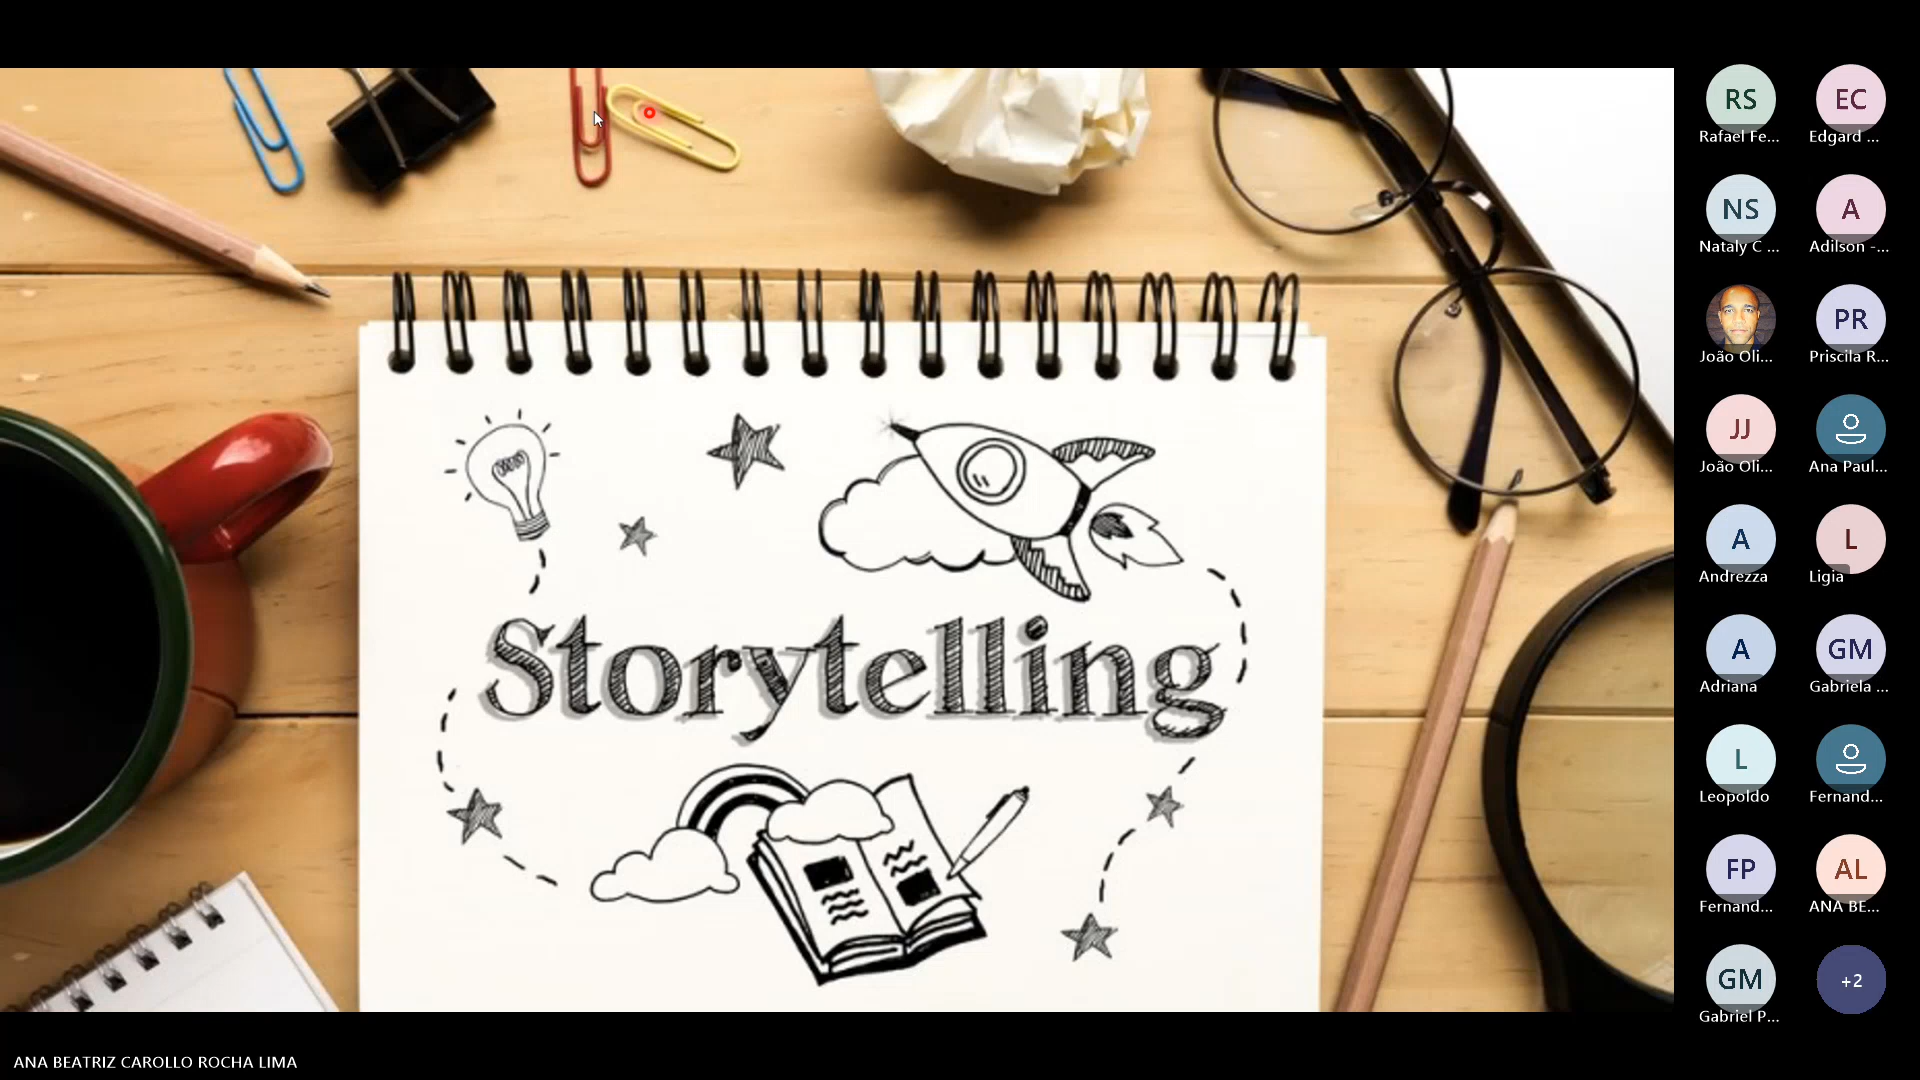 Storytelling
RS
Rafael Fe...
EC
Edgard ...
NS
Nataly C ...
A
Adilson -...
João Oli...
PR
Priscila R...
JJ
João Oli...
Ana Paul...
A
Andrezza
L
Ligia
A
Adriana
GM
Gabriela ...
L
Leopoldo
Fernand...
FP
Fernand...
AL
ANA BE...
GM
Gabriel P...
+2
ANA BEATRIZ CAROLLO ROCHA LIMA